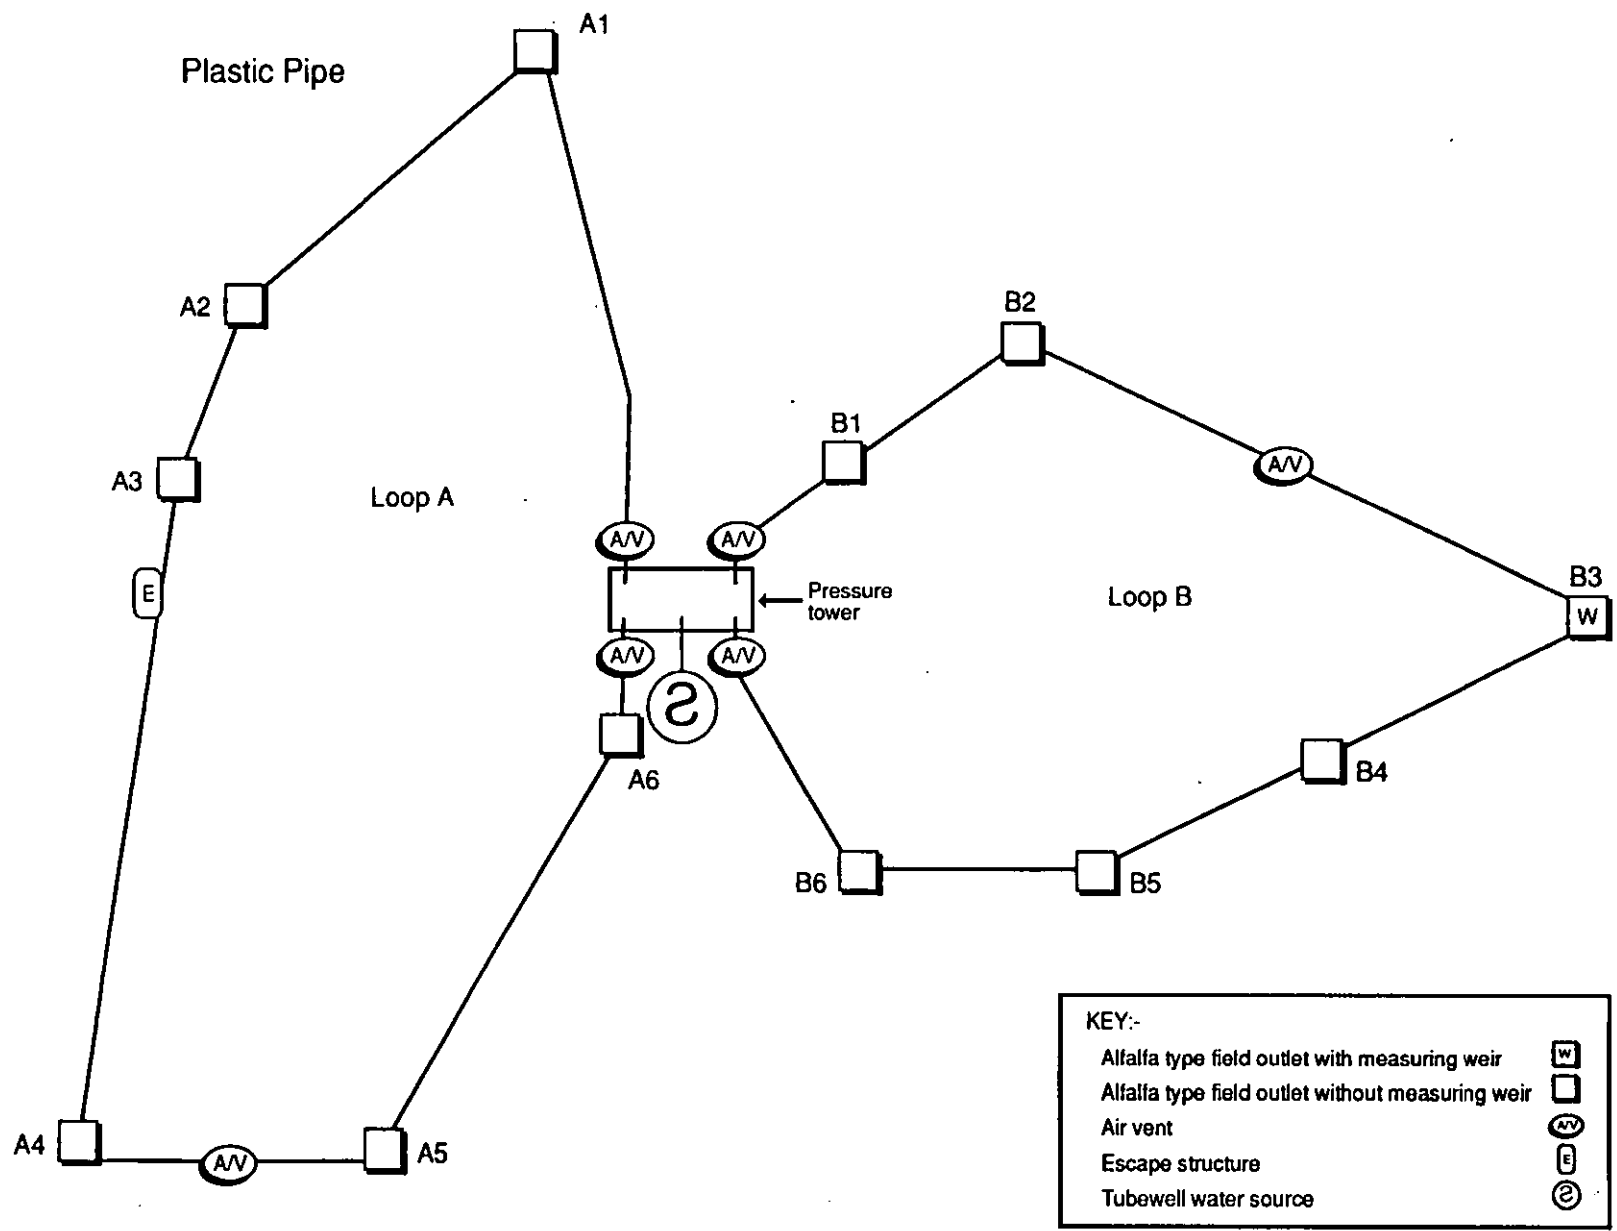 A1
Plastic Pipe
A2
B2
B1
A3
Loop A
A/V
A/V
A/V
B3
E
Pressure
tower
Loop B
W
A/V
A/V
S
A6
B4
B6
B5
A4
A/V
A5
KEY:-
Alfalfa type field outlet with measuring weir W
Alfalfa type field outlet without measuring weir
Air vent A/V
Escape structure E
Tubewell water source S